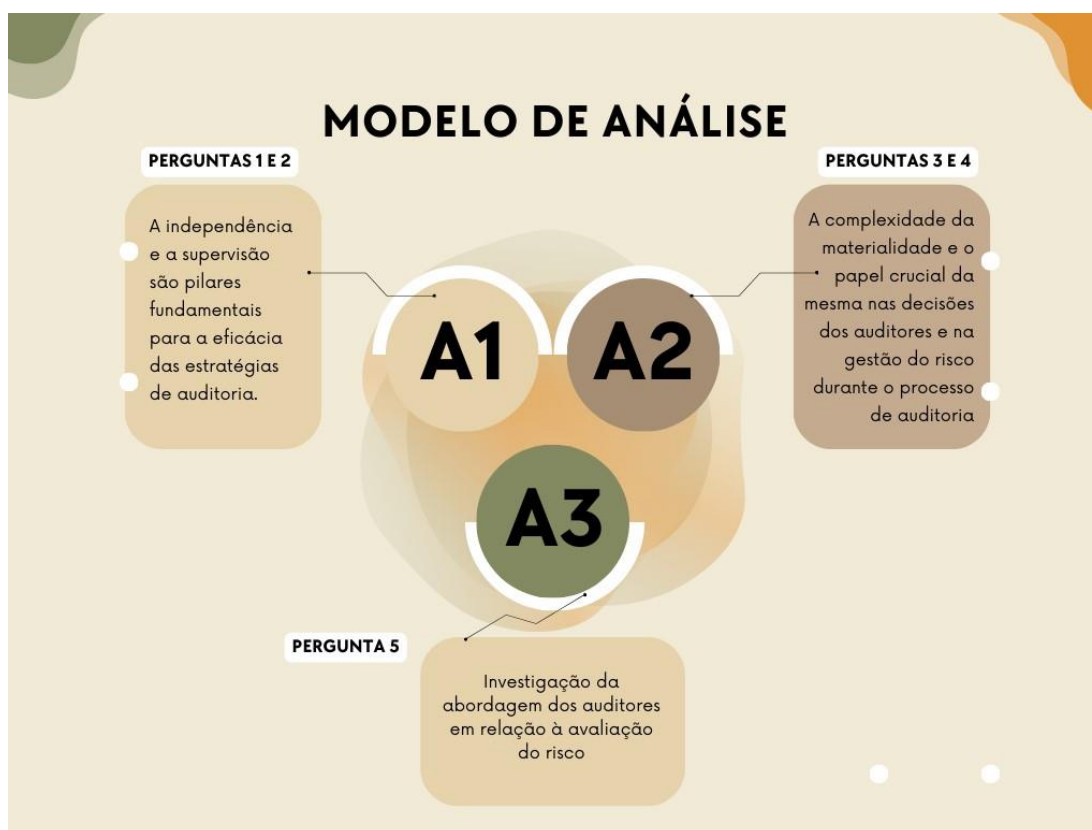 MODELO DE ANÁLISE
PERGUNTAS 1 E 2
A independência
e a supervisão
são pilares
fundamentais
para a eficácia
das estratégias
de auditoria.
A1
A2
PERGUNTAS 3 E 4
A complexidade da
materialidade e o
papel crucial da
mesma nas decisões
dos auditores e na
gestão do risco
durante o processo
de auditoria
A3
PERGUNTA 5
Investigação da
abordagem dos auditores
em relação à avaliação
do risco